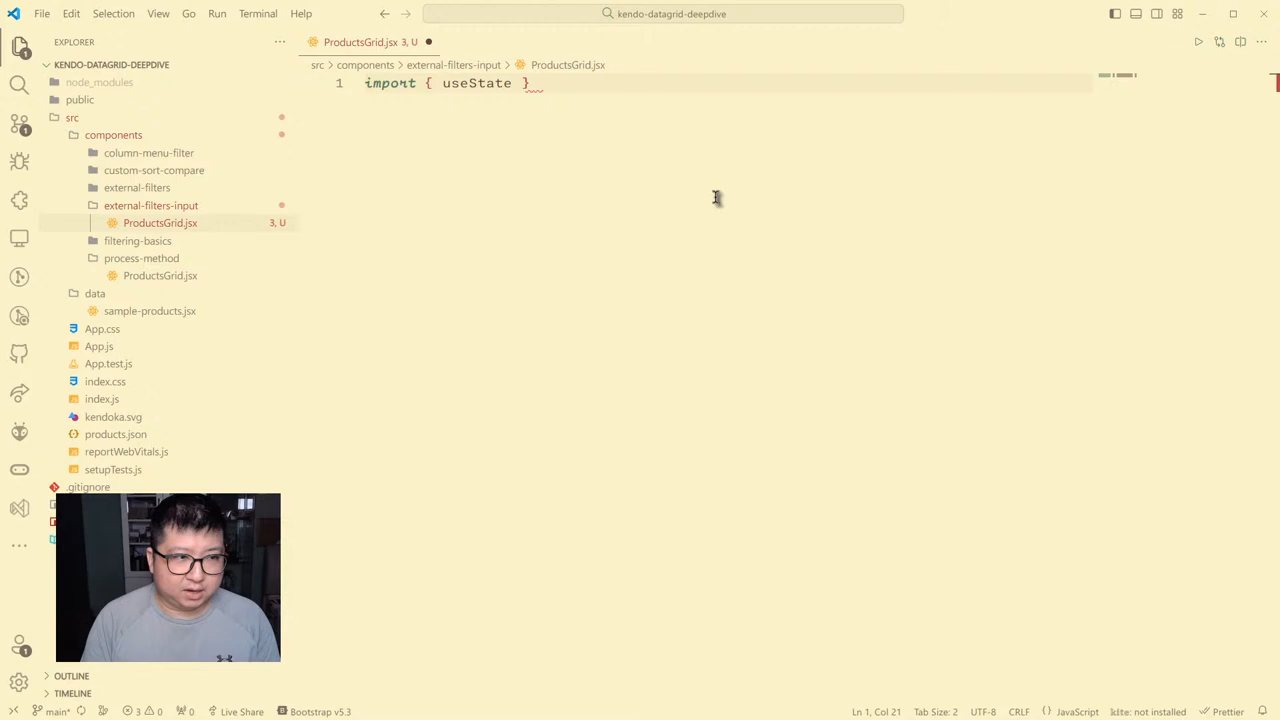 File Edit Selection View Go Run Terminal Help
kendo-datagrid-deepdive
EXPLORER
KENDO-DATAGRID-DEEPDIVE
node_modules
public
src
components
column-menu-filter
custom-sort-compare
external-filters
external-filters-input
ProductsGrid.jsx 3, U
filtering-basics
process-method
ProductsGrid.jsx
data
sample-products.jsx
App.css
App.js
App.test.js
index.css
index.js
kendoka.svg
products.json
reportWebVitals.js
setupTests.js
.gitignore
OUTLINE
TIMELINE
ProductsGrid.jsx 3, U
src > components > external-filters-input > ProductsGrid.jsx
1 import { useState }
main* 3 0 0 Live Share Bootstrap v5.3 Ln 1, Col 21 Tab Size: 2 UTF-8 CRLF {} JavaScript kite: not installed Prettier